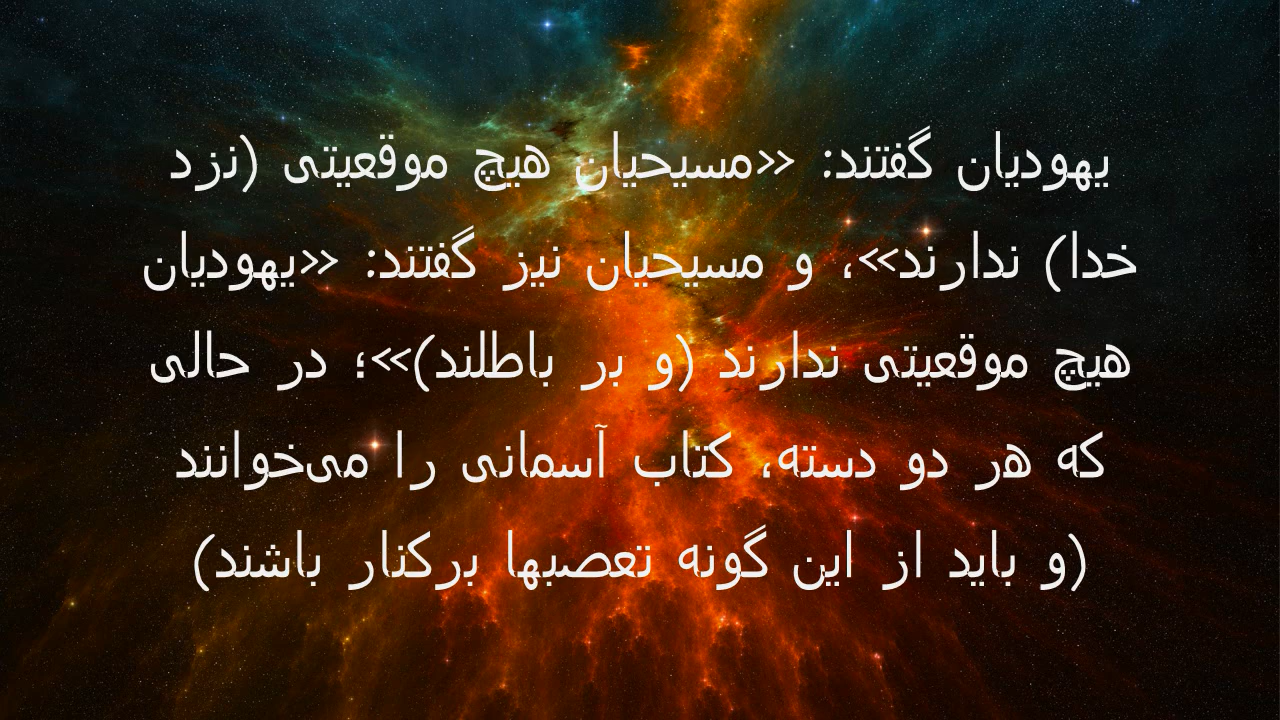 یهودیان گفتند: «مسیحیان هیچ موقعیتی (نزد
خدا) ندارند»، و مسیحیان نیز گفتند: «یهودیان
هیچ موقعیتی ندارند (و بر باطلند)»؛ در حالی
که هر دو دسته، کتاب آسمانی را می‌خوانند
(و باید از این گونه تعصبها برکنار باشند)